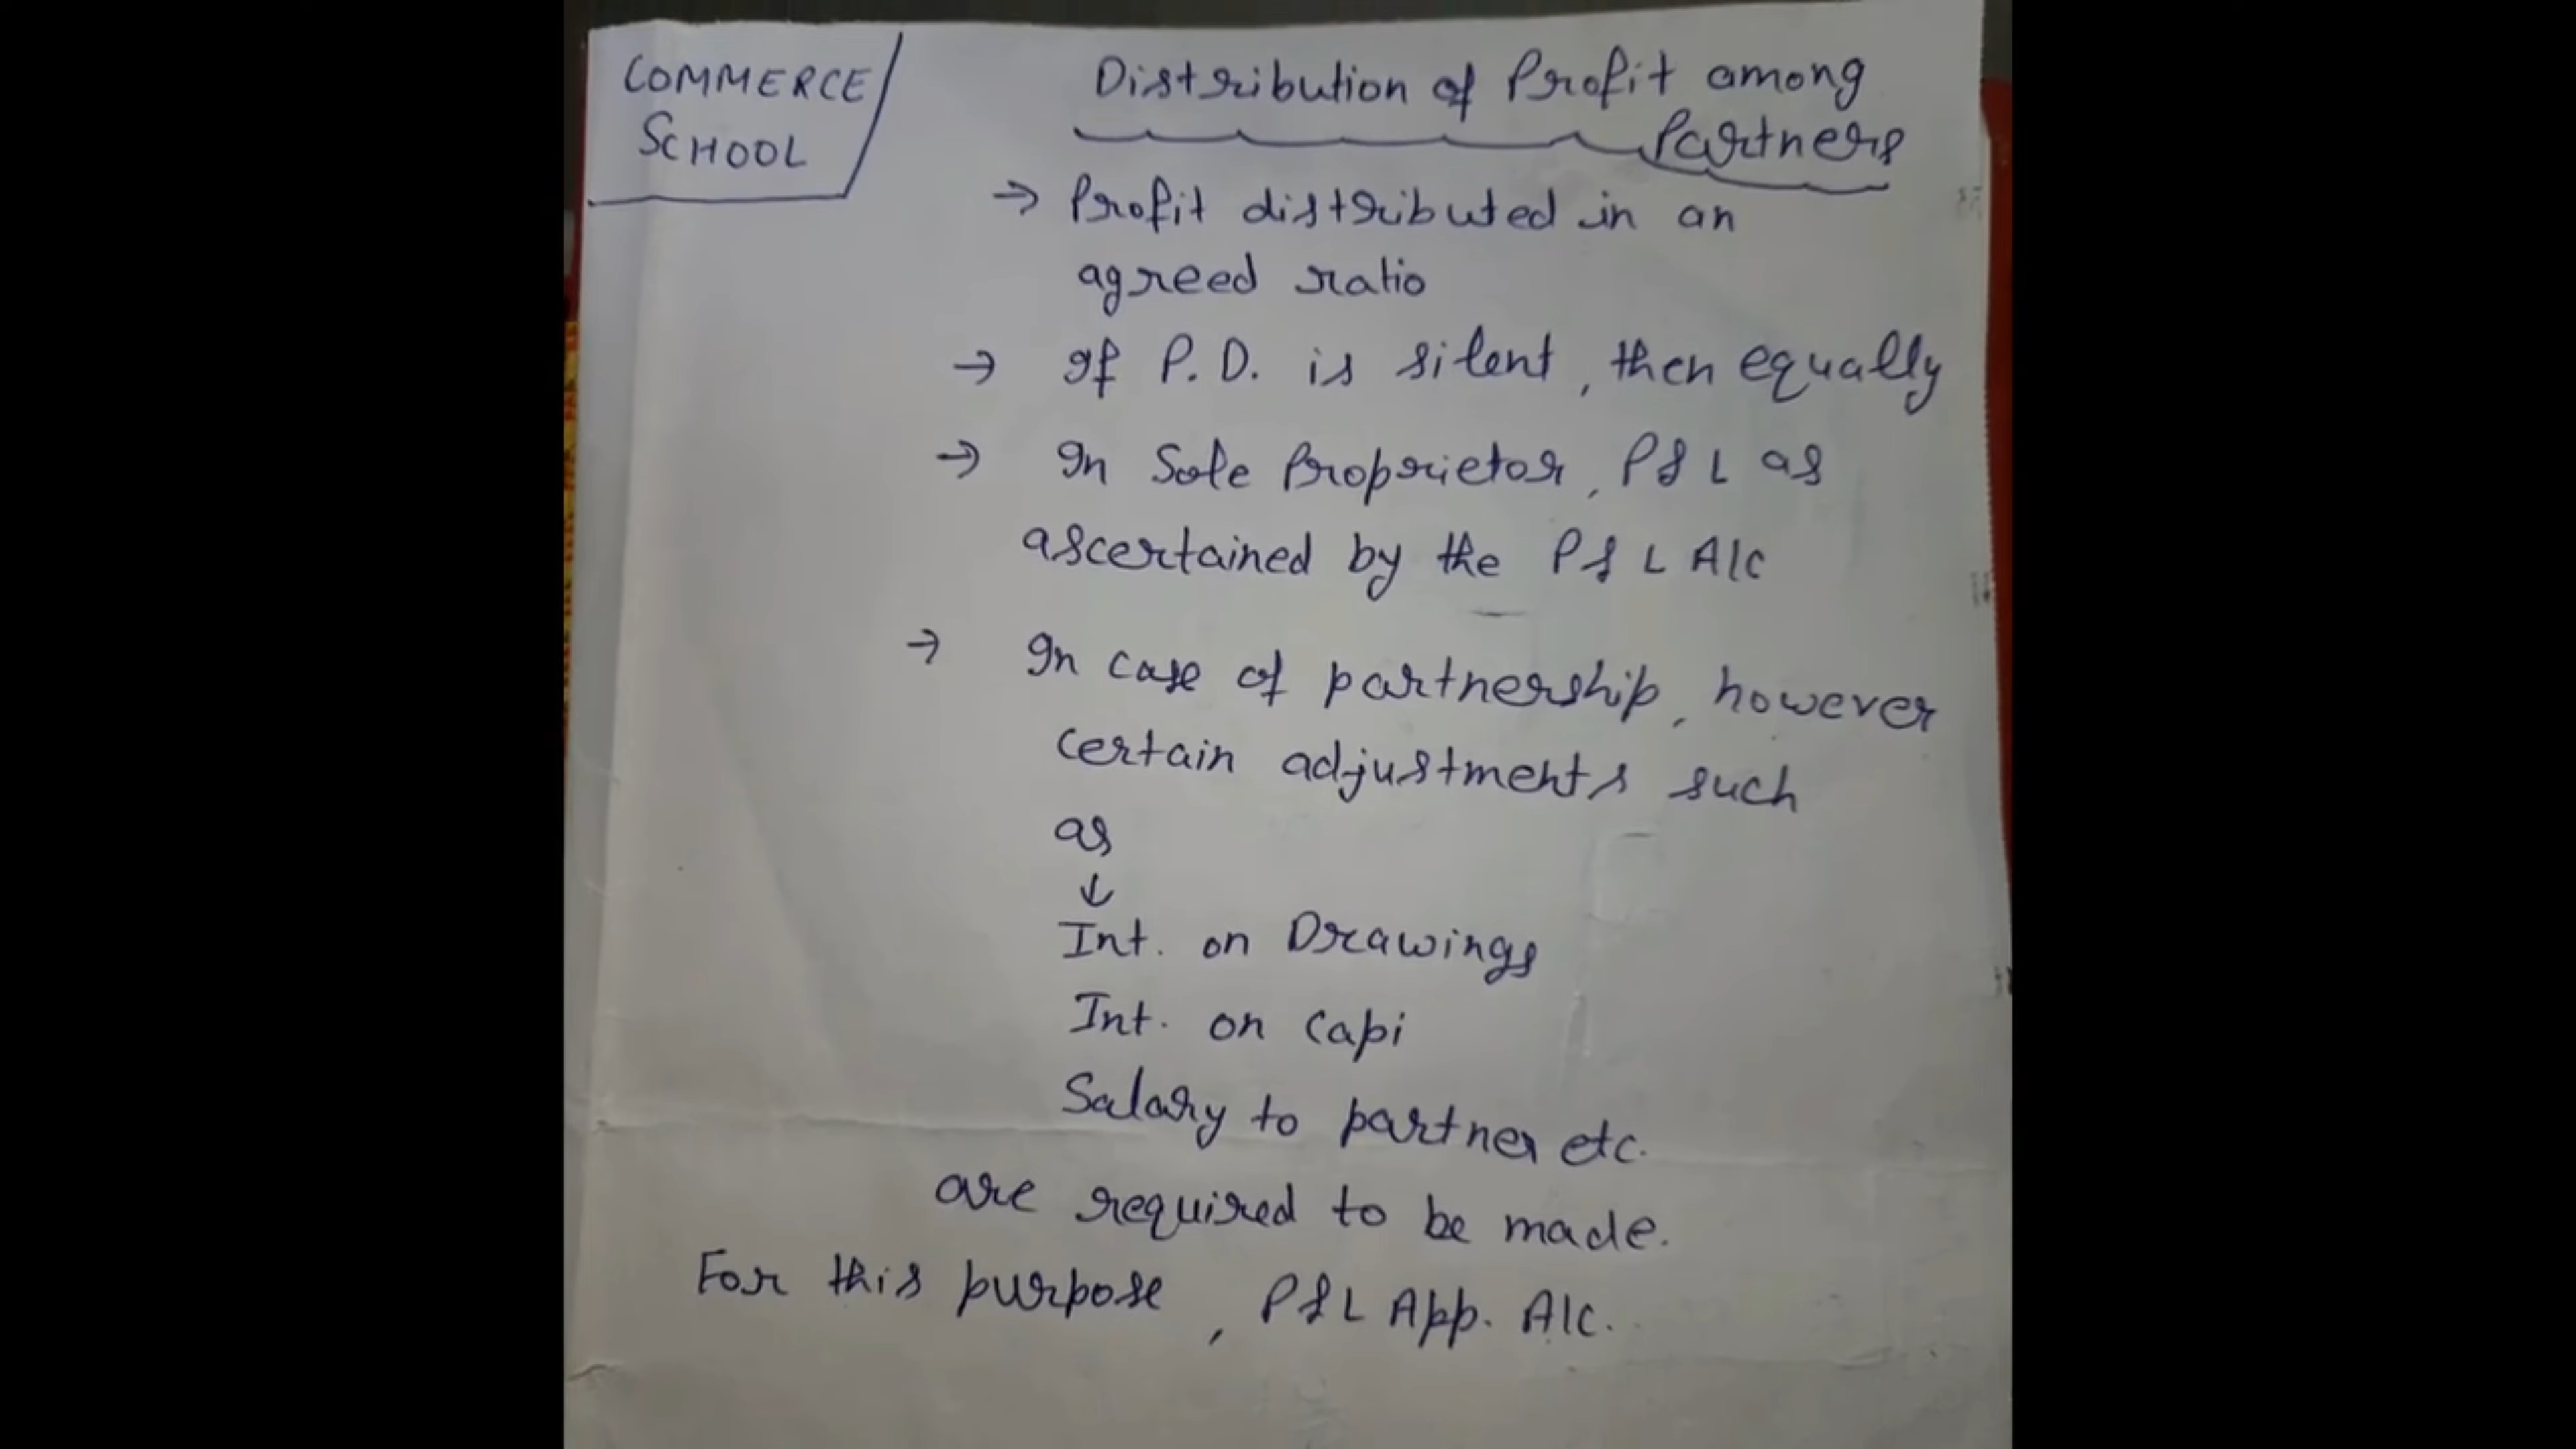 COMMERCE
SCHOOL
Distribution of Profit among
Partners
→ Profit distributed in an
agreed ratio
→ If P.D. is silent, then equally
→ In Sole Proprietor, P & L as
ascertained by the P & L A/c
→ In case of partnership, however
certain adjustments such
as
↓
Int. on Drawings
Int. on Capi
Salary to partner etc.
are required to be made.
For this purpose, P & L App. A/c.